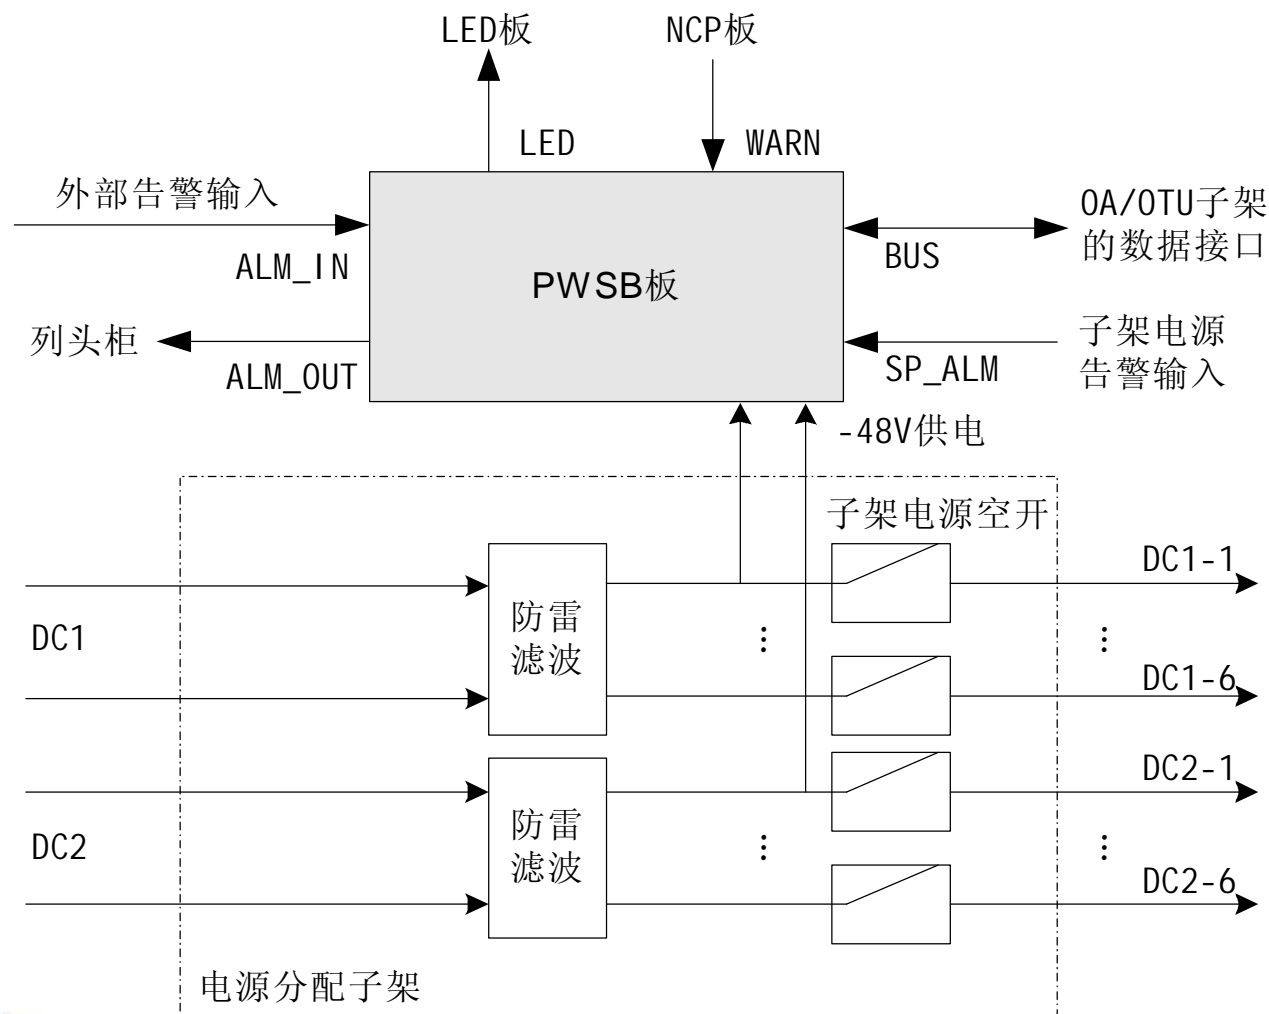 LED板
NCP板
LED
WARN
外部告警输入
ALM_IN
OA/OTU子架
的数据接口
BUS
PWSB板
列头柜
ALM_OUT
子架电源
告警输入
SP_ALM
-48V供电
子架电源空开
DC1
防雷
滤波
DC1-1
DC1-6
DC2
防雷
滤波
DC2-1
DC2-6
电源分配子架